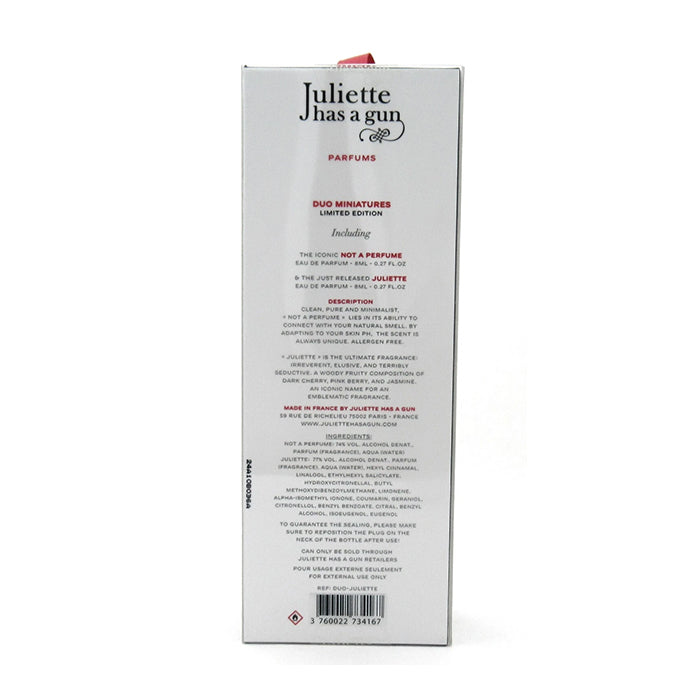 Juliette
has a gun
PARFUMS
DUO MINIATURES
LIMITED EDITION
Including
THE ICONIC NOT A PERFUME
EAU DE PARFUM - 8ML - 0.27 FL.OZ
& THE JUST RELEASED JULIETTE
EAU DE PARFUM - 8ML - 0.27 FL.OZ
DESCRIPTION
CLEAN, PURE AND MINIMALIST,
« NOT A PERFUME » LIES IN ITS ABILITY TO
CONNECT WITH YOUR NATURAL SMELL. BY
ADAPTING TO YOUR SKIN PH, THE SCENT IS
ALWAYS UNIQUE. ALLERGEN FREE.
« JULIETTE » IS THE ULTIMATE FRAGRANCE:
IRREVERENT, ELUSIVE, AND TERRIBLY
SEDUCTIVE. A WOODY FRUITY COMPOSITION OF
DARK CHERRY, PINK BERRY, AND JASMINE.
AN ICONIC NAME FOR AN
EMBLEMATIC FRAGRANCE.
MADE IN FRANCE BY JULIETTE HAS A GUN
59 RUE DE RICHELIEU 75002 PARIS - FRANCE
WWW.JULIETTEHASAGUN.COM
INGREDIENTS:
NOT A PERFUME: 74% VOL. ALCOHOL DENAT.,
PARFUM (FRAGRANCE), AQUA (WATER)
JULIETTE: 77% VOL. ALCOHOL DENAT., PARFUM
(FRAGRANCE), AQUA (WATER), HEXYL CINNAMAL,
LINALOOL, ETHYLHEXYL SALICYLATE,
HYDROXYCITRONELLAL, BUTYL
METHOXYDIBENZOYLMETHANE, LIMONENE,
ALPHA-ISOMETHYL IONONE, COUMARIN, GERANIOL,
CITRONELLOL, BENZYL BENZOATE, CITRAL, BENZYL
ALCOHOL, ISOEUGENOL, EUGENOL
TO GUARANTEE THE SEALING, PLEASE MAKE
SURE TO REPOSITION THE PLUG ON THE
NECK OF THE BOTTLE AFTER USE!
CAN ONLY BE SOLD THROUGH
JULIETTE HAS A GUN RETAILERS
POUR USAGE EXTERNE SEULEMENT
FOR EXTERNAL USE ONLY
REF: DUO-JULIETTE
3 760022 734167
24A10B036A